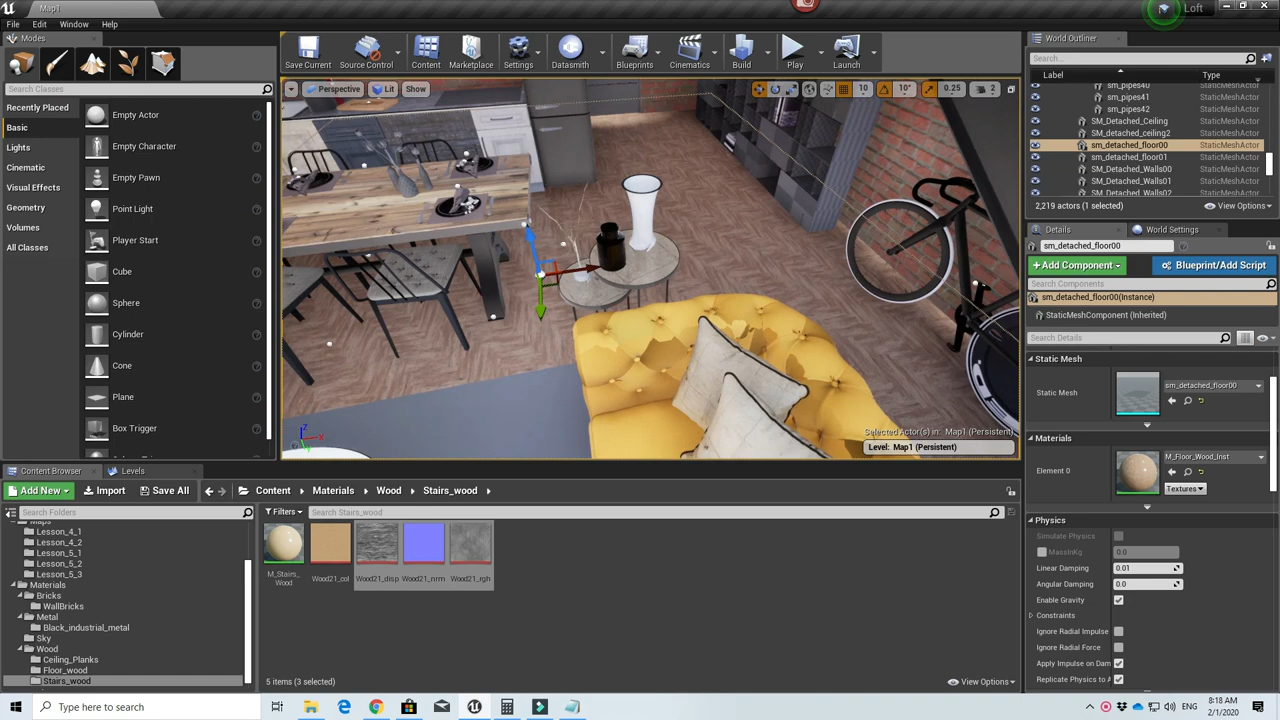 Map1
Loft
File Edit Window Help
Modes
Search Classes
Recently Placed
Basic
Lights
Cinematic
Visual Effects
Geometry
Volumes
All Classes
Empty Actor
Empty Character
Empty Pawn
Point Light
Player Start
Cube
Sphere
Cylinder
Cone
Plane
Box Trigger
Save Current
Source Control
Content
Marketplace
Settings
Datasmith
Blueprints
Cinematics
Build
Play
Launch
Perspective Lit Show
10 10° 0.25 2
Z X
Selected Actor(s) in: Map1 (Persistent)
Level: Map1 (Persistent)
World Outliner
Search...
Label Type
sm_pipes40 StaticMeshActor
sm_pipes41 StaticMeshActor
sm_pipes42 StaticMeshActor
SM_Detached_Ceiling StaticMeshActor
SM_detached_ceiling2 StaticMeshActor
sm_detached_floor00 StaticMeshActor
sm_detached_floor01 StaticMeshActor
SM_Detached_Walls00 StaticMeshActor
SM_Detached_Walls01 StaticMeshActor
SM_Detached_Walls02 StaticMeshActor
2,219 actors (1 selected) View Options
Details World Settings
sm_detached_floor00
+Add Component Blueprint/Add Script
Search Components
sm_detached_floor00(Instance)
StaticMeshComponent (Inherited)
Search Details
Static Mesh
Static Mesh sm_detached_floor00
Materials
Element 0 M_Floor_Wood_Inst
Textures
Physics
Simulate Physics
MassInKg 0.0
Linear Damping 0.01
Angular Damping 0.0
Enable Gravity
Constraints
Ignore Radial Impulse
Ignore Radial Force
Apply Impulse on Dam
Replicate Physics to A
Content Browser Levels
Add New Import Save All Content Materials Wood Stairs_wood
Search Folders
Maps
Lesson_4_1
Lesson_4_2
Lesson_5_1
Lesson_5_2
Lesson_5_3
Materials
Bricks
WallBricks
Metal
Black_industrial_metal
Sky
Wood
Ceiling_Planks
Floor_wood
Stairs_wood
Filters Search Stairs_wood
M_Stairs_
Wood
Wood21_col
Wood21_disp
Wood21_nrm
Wood21_rgh
5 items (3 selected) View Options
Type here to search
ENG
8:18 AM
2/1/2020